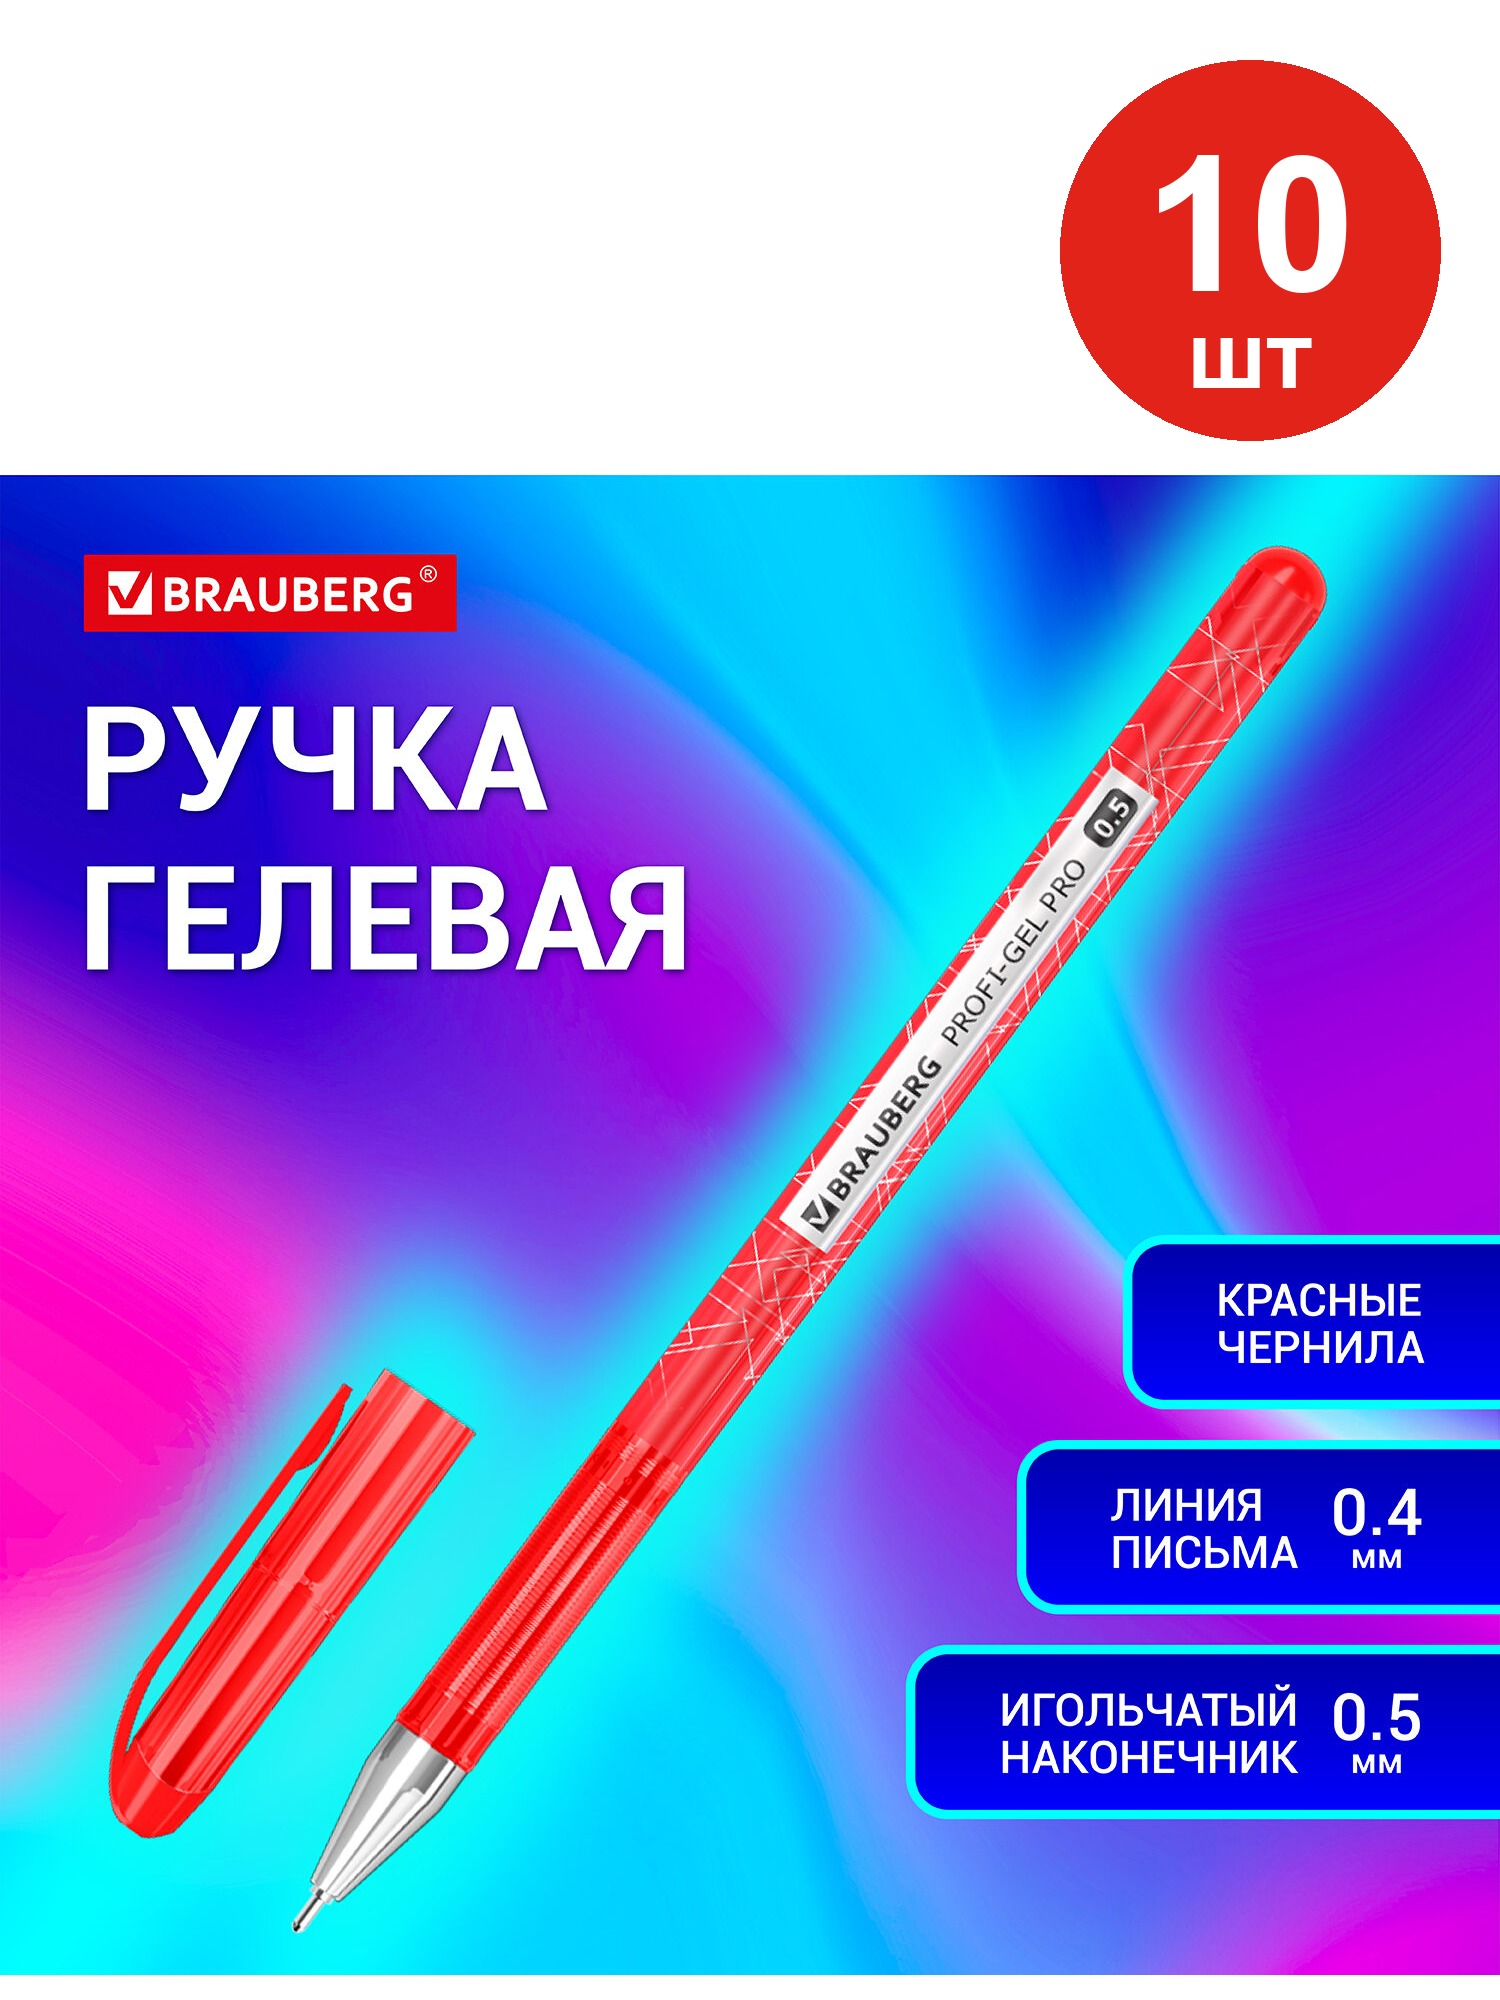 10
шт
BRAUBERG®
РУЧКА
ГЕЛЕВАЯ
BRAUBERG PROFI-GEL PRO 0.5
КРАСНЫЕ
ЧЕРНИЛА
ЛИНИЯ
ПИСЬМА
0.4
мм
ИГОЛЬЧАТЫЙ
НАКОНЕЧНИК
0.5
мм